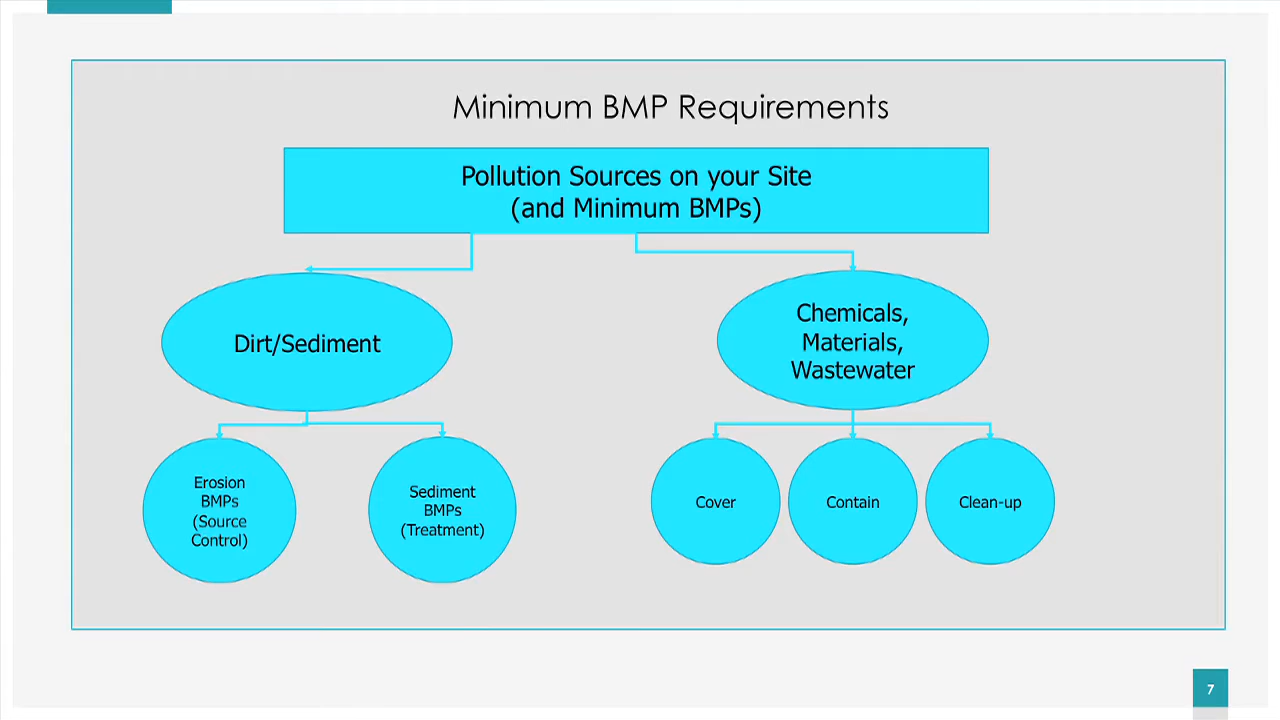 Minimum BMP Requirements
Pollution Sources on your Site
(and Minimum BMPs)
Dirt/Sediment
Chemicals,
Materials,
Wastewater
Erosion
BMPs
(Source
Control)
Sediment
BMPs
(Treatment)
Cover
Contain
Clean-up
7